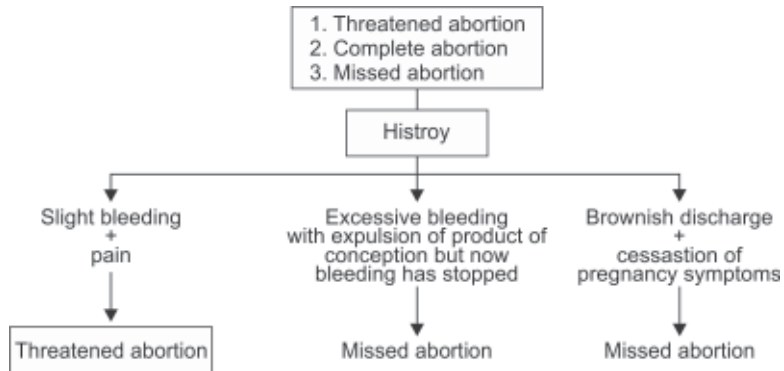 1. Threatened abortion
2. Complete abortion
3. Missed abortion
Histroy
Slight bleeding
+
pain
Threatened abortion
Excessive bleeding
with expulsion of product of
conception but now
bleeding has stopped
Missed abortion
Brownish discharge
+
cessastion of
pregnancy symptoms
Missed abortion